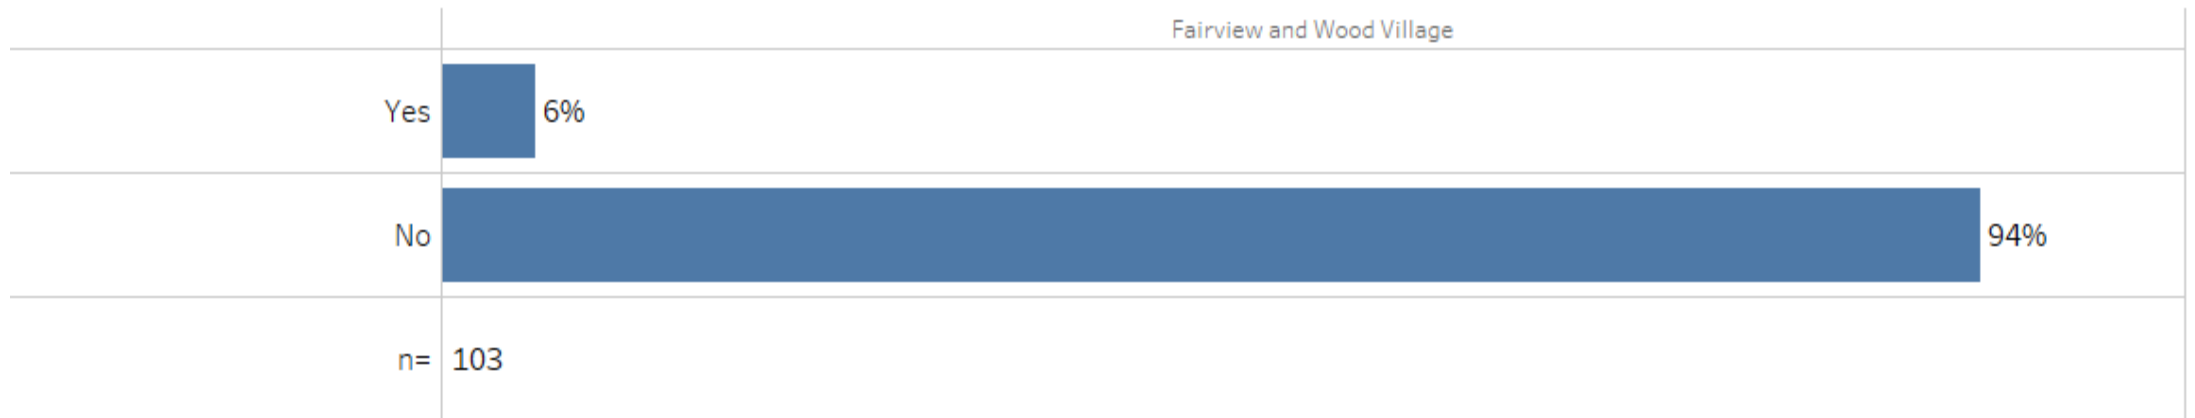 Fairview and Wood Village
Yes 6%
No 94%
n= 103